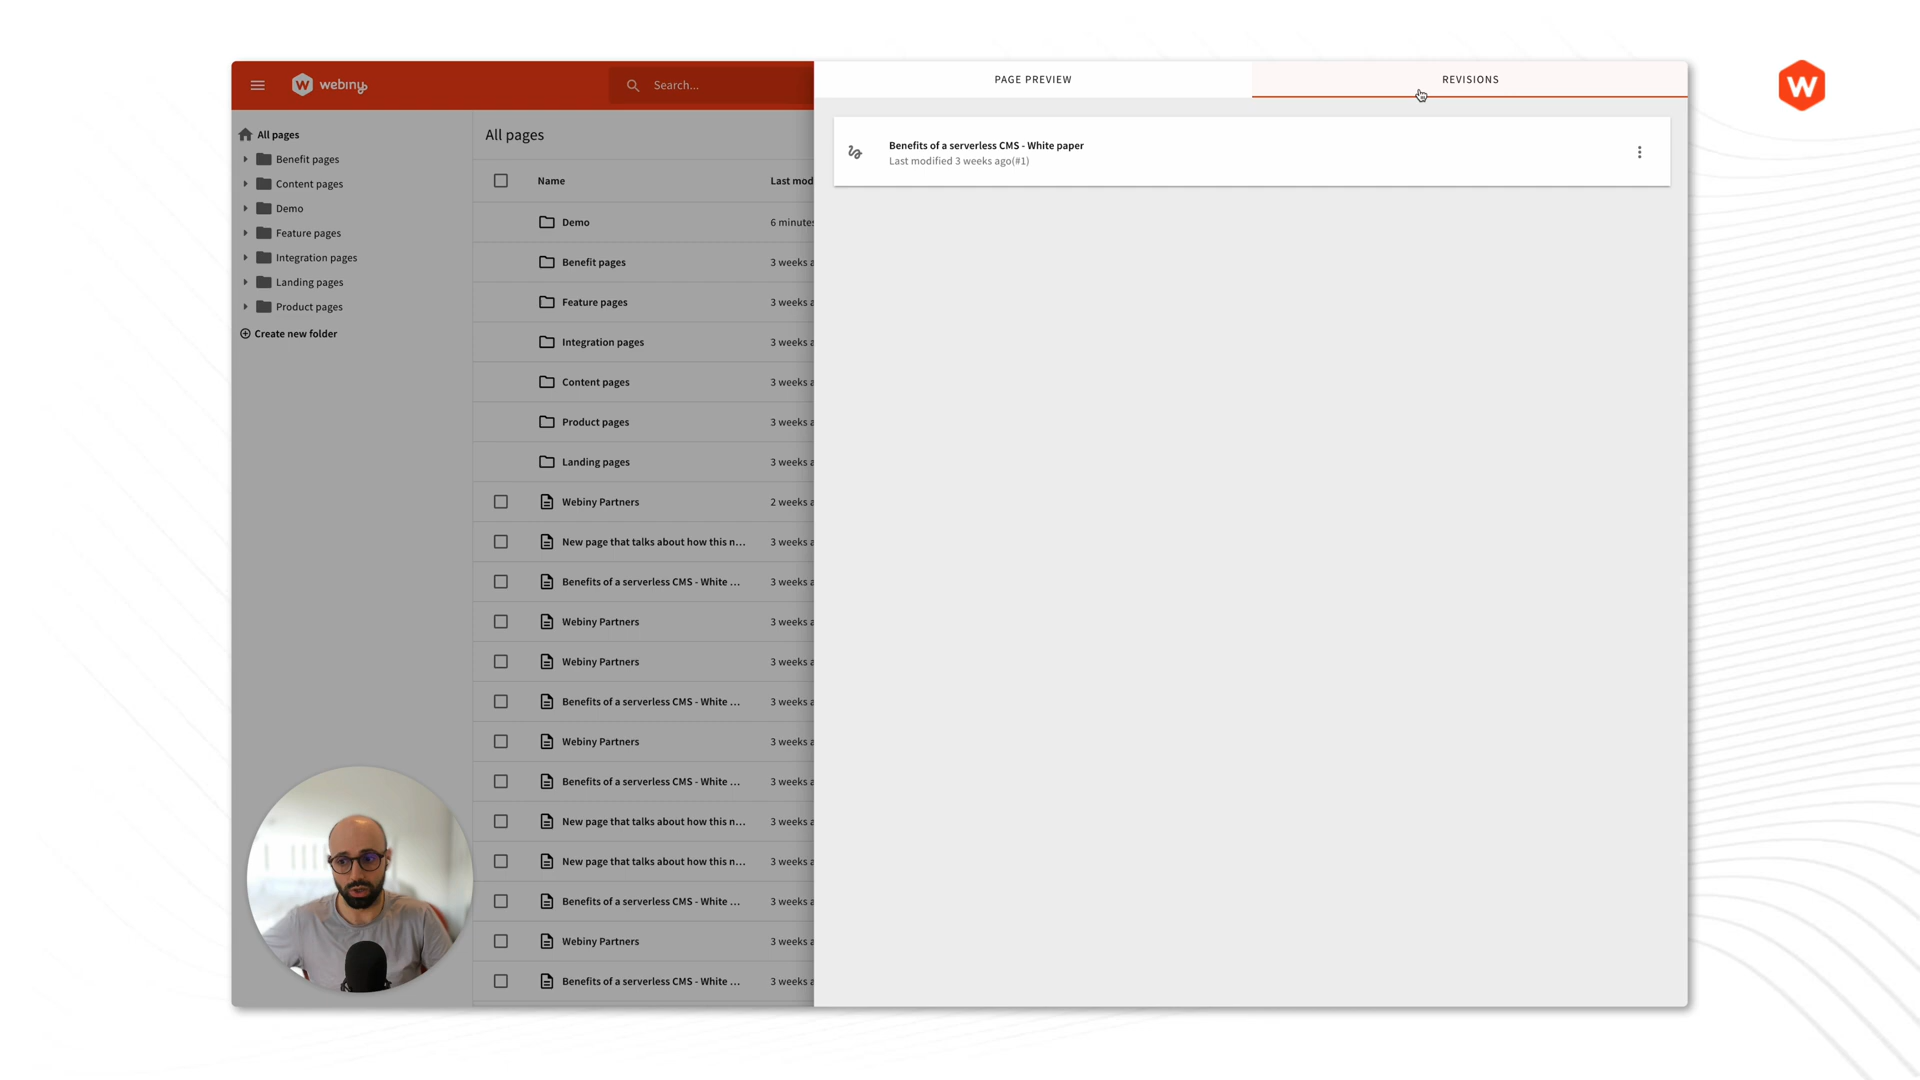 webiny
Search...
PAGE PREVIEW
REVISIONS
W
All pages
Benefit pages
Content pages
Demo
Feature pages
Integration pages
Landing pages
Product pages
Create new folder
All pages
Name
Last mod
Demo
6 minutes
Benefit pages
3 weeks a
Feature pages
3 weeks a
Integration pages
3 weeks a
Content pages
3 weeks a
Product pages
3 weeks a
Landing pages
3 weeks a
Webiny Partners
2 weeks a
New page that talks about how this n...
3 weeks a
Benefits of a serverless CMS - White ...
3 weeks a
Webiny Partners
3 weeks a
Webiny Partners
3 weeks a
Benefits of a serverless CMS - White ...
3 weeks a
Webiny Partners
3 weeks a
Benefits of a serverless CMS - White ...
3 weeks a
New page that talks about how this n...
3 weeks a
New page that talks about how this n...
3 weeks a
Benefits of a serverless CMS - White ...
3 weeks a
Webiny Partners
3 weeks a
Benefits of a serverless CMS - White ...
3 weeks a
Benefits of a serverless CMS - White paper
Last modified 3 weeks ago(#1)